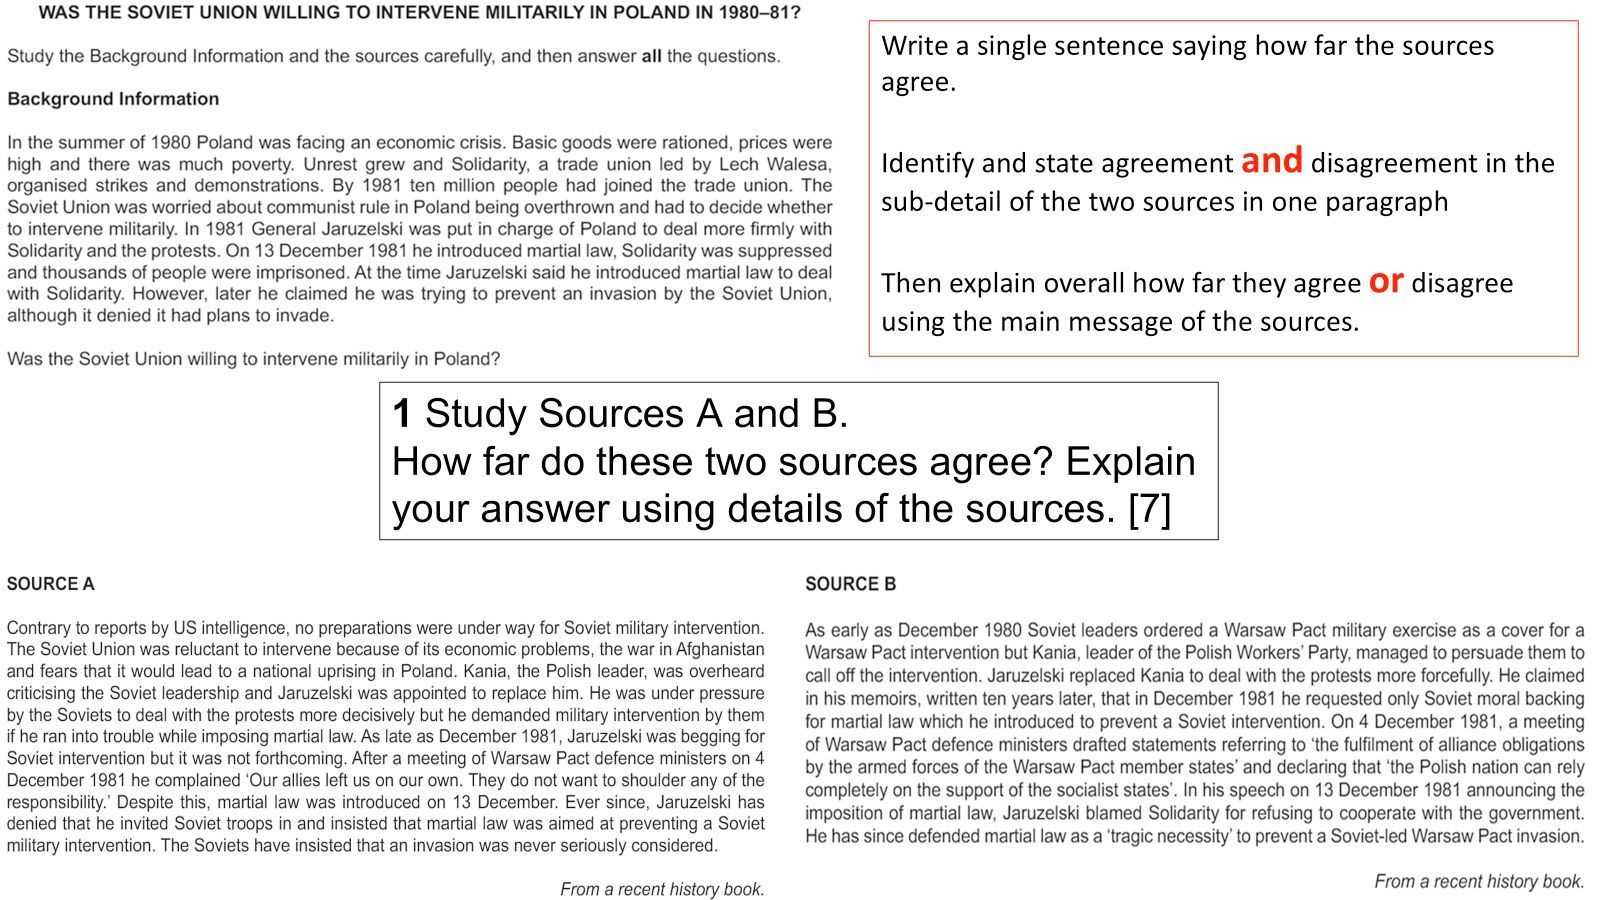 WAS THE SOVIET UNION WILLING TO INTERVENE MILITARILY IN POLAND IN 1980–81?
Study the Background Information and the sources carefully, and then answer all the questions.
Background Information
In the summer of 1980 Poland was facing an economic crisis. Basic goods were rationed, prices were
high and there was much poverty. Unrest grew and Solidarity, a trade union led by Lech Walesa,
organised strikes and demonstrations. By 1981 ten million people had joined the trade union. The
Soviet Union was worried about communist rule in Poland being overthrown and had to decide whether
to intervene militarily. In 1981 General Jaruzelski was put in charge of Poland to deal more firmly with
Solidarity and the protests. On 13 December 1981 he introduced martial law, Solidarity was suppressed
and thousands of people were imprisoned. At the time Jaruzelski said he introduced martial law to deal
with Solidarity. However, later he claimed he was trying to prevent an invasion by the Soviet Union,
although it denied it had plans to invade.
Was the Soviet Union willing to intervene militarily in Poland?
Write a single sentence saying how far the sources
agree.
Identify and state agreement and disagreement in the
sub-detail of the two sources in one paragraph
Then explain overall how far they agree or disagree
using the main message of the sources.
1 Study Sources A and B.
How far do these two sources agree? Explain
your answer using details of the sources. [7]
SOURCE A
Contrary to reports by US intelligence, no preparations were under way for Soviet military intervention.
The Soviet Union was reluctant to intervene because of its economic problems, the war in Afghanistan
and fears that it would lead to a national uprising in Poland. Kania, the Polish leader, was overheard
criticising the Soviet leadership and Jaruzelski was appointed to replace him. He was under pressure
by the Soviets to deal with the protests more decisively but he demanded military intervention by them
if he ran into trouble while imposing martial law. As late as December 1981, Jaruzelski was begging for
Soviet intervention but it was not forthcoming. After a meeting of Warsaw Pact defence ministers on 4
December 1981 he complained ‘Our allies left us on our own. They do not want to shoulder any of the
responsibility.’ Despite this, martial law was introduced on 13 December. Ever since, Jaruzelski has
denied that he invited Soviet troops in and insisted that martial law was aimed at preventing a Soviet
military intervention. The Soviets have insisted that an invasion was never seriously considered.
From a recent history book.
SOURCE B
As early as December 1980 Soviet leaders ordered a Warsaw Pact military exercise as a cover for a
Warsaw Pact intervention but Kania, leader of the Polish Workers’ Party, managed to persuade them to
call off the intervention. Jaruzelski replaced Kania to deal with the protests more forcefully. He claimed
in his memoirs, written ten years later, that in December 1981 he requested only Soviet moral backing
for martial law which he introduced to prevent a Soviet intervention. On 4 December 1981, a meeting
of Warsaw Pact defence ministers drafted statements referring to ‘the fulfilment of alliance obligations
by the armed forces of the Warsaw Pact member states’ and declaring that ‘the Polish nation can rely
completely on the support of the socialist states’. In his speech on 13 December 1981 announcing the
imposition of martial law, Jaruzelski blamed Solidarity for refusing to cooperate with the government.
He has since defended martial law as a ‘tragic necessity’ to prevent a Soviet-led Warsaw Pact invasion.
From a recent history book.